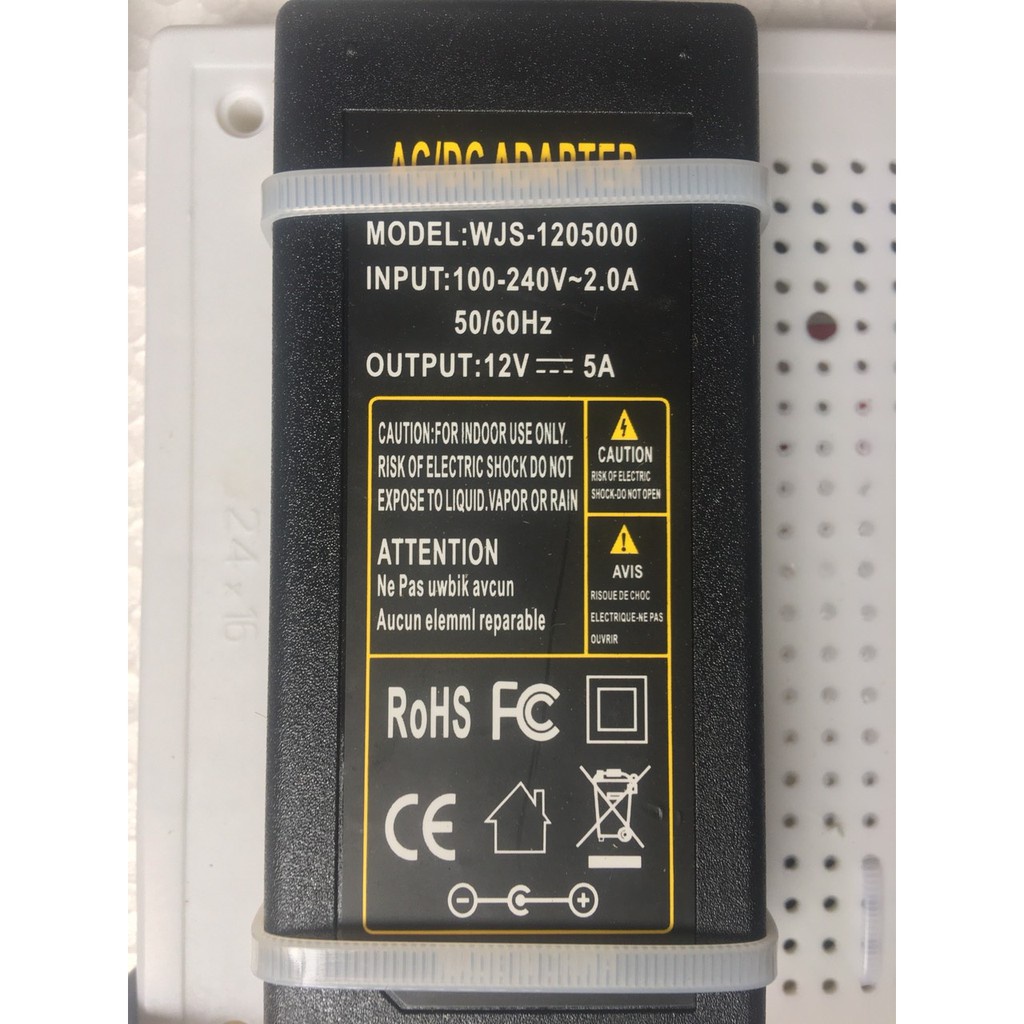 AC/DC ADAPTER
MODEL:WJS-1205000
INPUT:100-240V~2.0A
50/60Hz
OUTPUT:12V ⎓ 5A
CAUTION:FOR INDOOR USE ONLY.
RISK OF ELECTRIC SHOCK DO NOT
EXPOSE TO LIQUID.VAPOR OR RAIN
ATTENTION
Ne Pas uwbik avcun
Aucun elemml reparable
CAUTION
RISK OF ELECTRIC
SHOCK-DO NOT OPEN
AVIS
RISOUE DE CHOC
ELECTRIQUE-NE PAS
OUVRIR
RoHS FC
CE
24x16